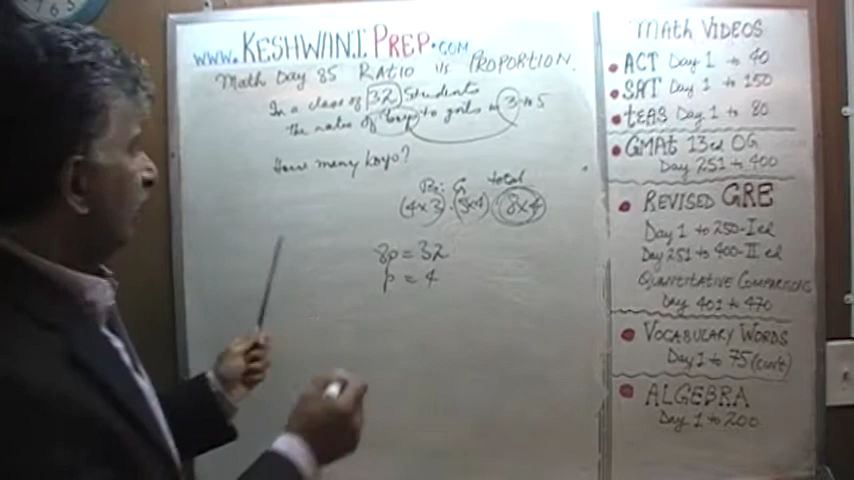 www.KESHWANIPREP.com
Math Day 85 RATIO vs PROPORTION.
In a class of 32 Students
the ratio of boys to girls is 3 to 5
How many boys?
B: G total
(4x3) : (5x4) : 8x4
8p = 32
p = 4
MATH VIDEOS
ACT Day 1 to 40
SAT Day 1 to 150
tEAS Day 1 to 80
GMAt 13ed OG
Day 251 to 400
REVISED GRE
Day 1 to 250-I ed
Day 251 to 400-II ed
QUANtitAtiVE COMPARISONS
Day 401 to 470
VOCABULARY WORDS
Day 1 to 75 (cont)
ALGEBRA
Day 1 to 200